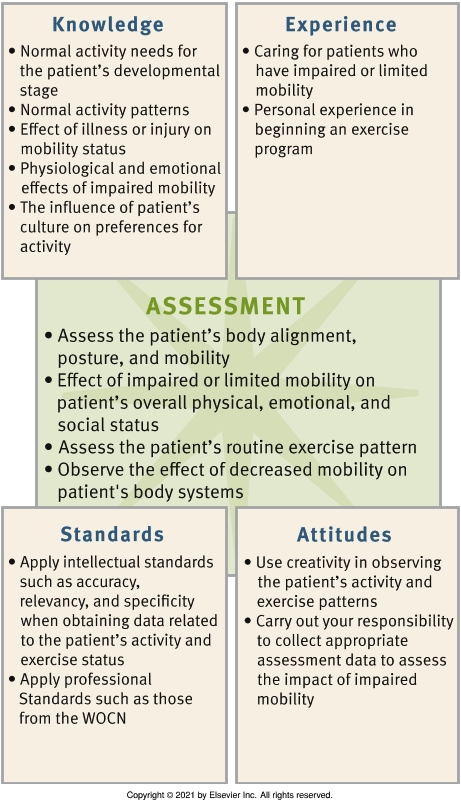 Knowledge
• Normal activity needs for
the patient's developmental
stage
• Normal activity patterns
• Effect of illness or injury on
mobility status
• Physiological and emotional
effects of impaired mobility
• The influence of patient's
culture on preferences for
activity
Experience
• Caring for patients who
have impaired or limited
mobility
• Personal experience in
beginning an exercise
program
ASSESSMENT
• Assess the patient's body alignment,
posture, and mobility
• Effect of impaired or limited mobility on
patient's overall physical, emotional, and
social status
• Assess the patient's routine exercise pattern
• Observe the effect of decreased mobility on
patient's body systems
Standards
• Apply intellectual standards
such as accuracy,
relevancy, and specificity
when obtaining data related
to the patient's activity and
exercise status
• Apply professional
Standards such as those
from the WOCN
Attitudes
• Use creativity in observing
the patient's activity and
exercise patterns
• Carry out your responsibility
to collect appropriate
assessment data to assess
the impact of impaired
mobility
Copyright © 2021 by Elsevier Inc. All rights reserved.